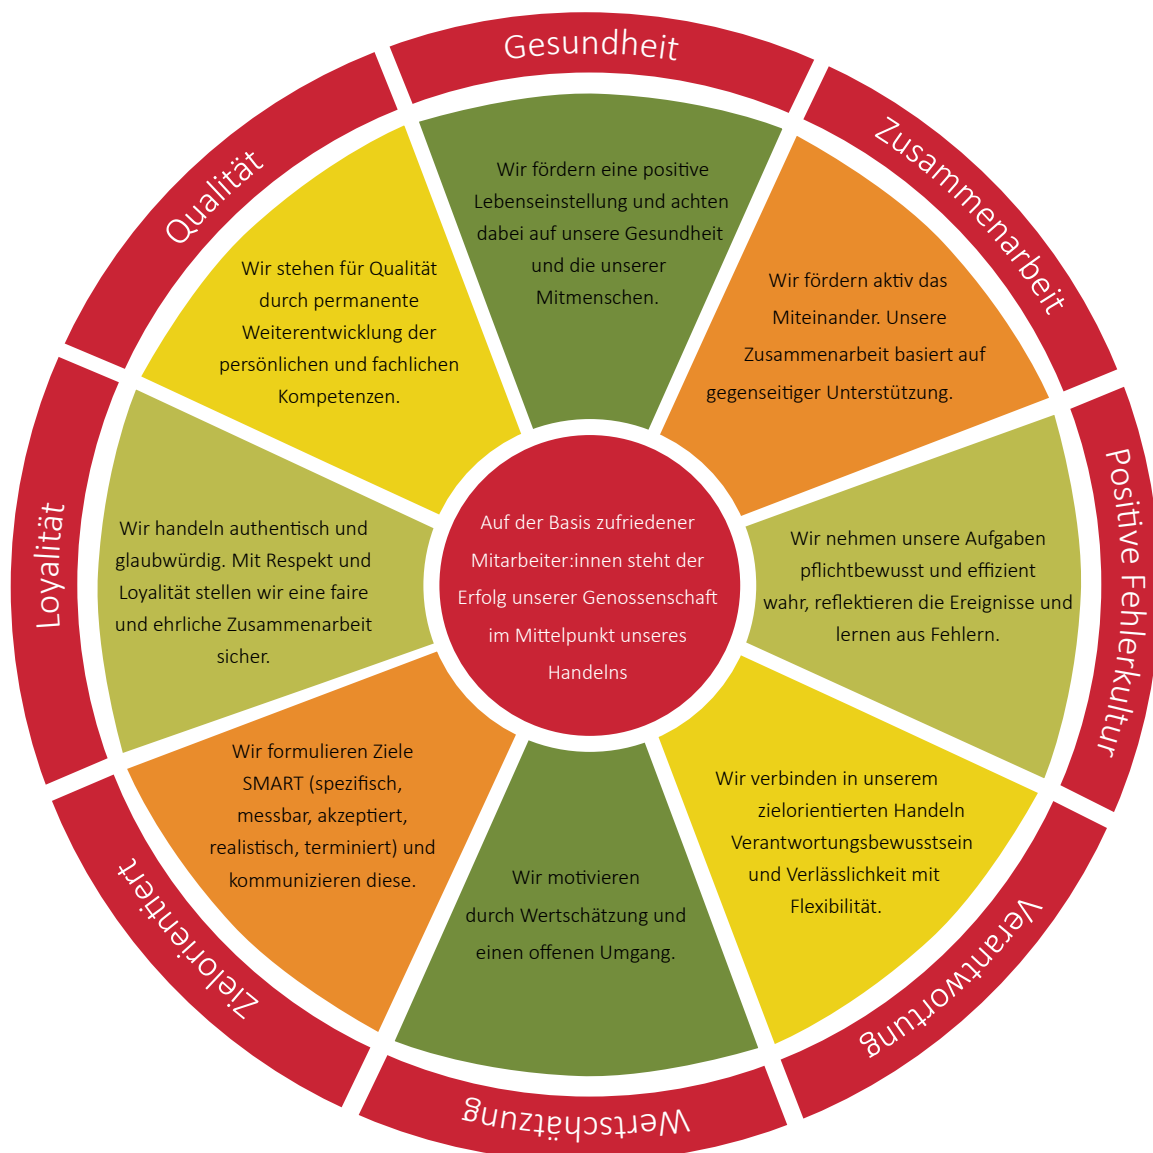 Gesundheit
Wir fördern eine positive
Lebenseinstellung und achten
dabei auf unsere Gesundheit
und die unserer
Mitmenschen.
Zusammenarbeit
Wir fördern aktiv das
Miteinander. Unsere
Zusammenarbeit basiert auf
gegenseitiger Unterstützung.
Positive Fehlerkultur
Wir nehmen unsere Aufgaben
pflichtbewusst und effizient
wahr, reflektieren die Ereignisse und
lernen aus Fehlern.
Verantwortung
Wir verbinden in unserem
zielorientierten Handeln
Verantwortungsbewusstsein
und Verlässlichkeit mit
Flexibilität.
Wertschätzung
Wir motivieren
durch Wertschätzung und
einen offenen Umgang.
Zielorientiert
Wir formulieren Ziele
SMART (spezifisch,
messbar, akzeptiert,
realistisch, terminiert) und
kommunizieren diese.
Loyalität
Wir handeln authentisch und
glaubwürdig. Mit Respekt und
Loyalität stellen wir eine faire
und ehrliche Zusammenarbeit
sicher.
Qualität
Wir stehen für Qualität
durch permanente
Weiterentwicklung der
persönlichen und fachlichen
Kompetenzen.
Auf der Basis zufriedener
Mitarbeiter:innen steht der
Erfolg unserer Genossenschaft
im Mittelpunkt unseres
Handelns